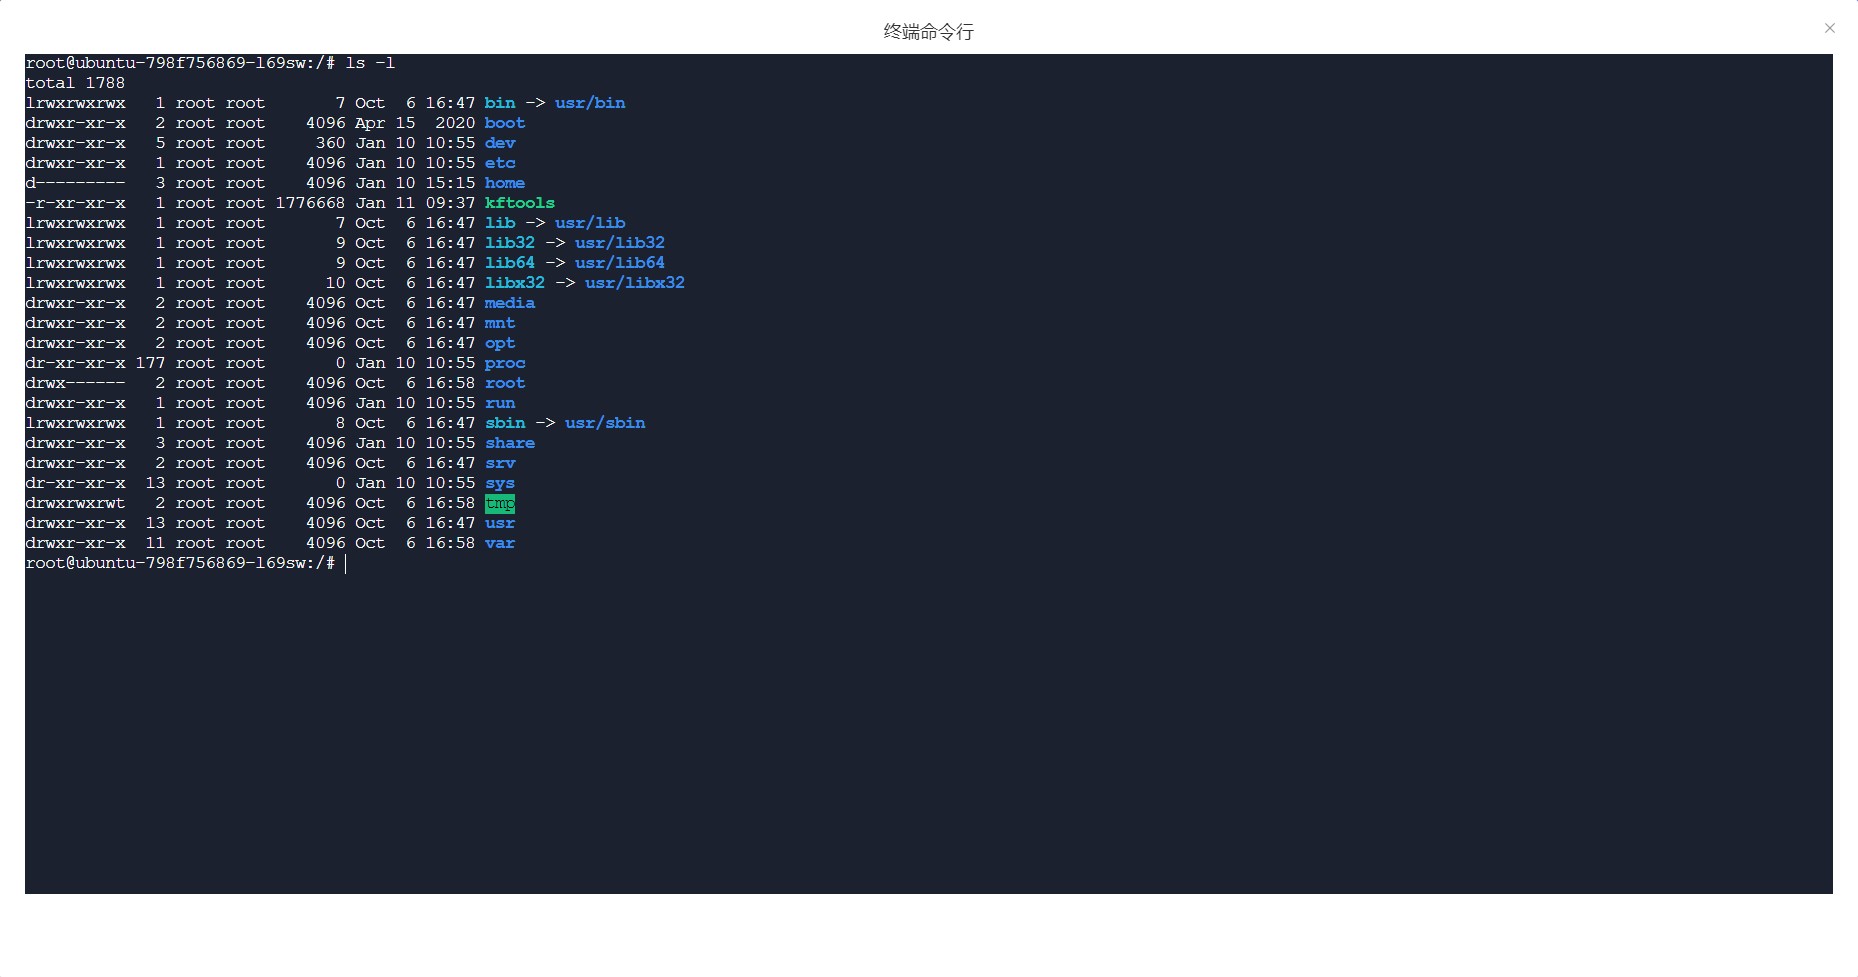 终端命令行
root@ubuntu-798f756869-l69sw:/# ls -l
total 1788
lrwxrwxrwx   1 root root       7 Oct  6 16:47 bin -> usr/bin
drwxr-xr-x   2 root root    4096 Apr 15  2020 boot
drwxr-xr-x   5 root root     360 Jan 10 10:55 dev
drwxr-xr-x   1 root root    4096 Jan 10 10:55 etc
d---------   3 root root    4096 Jan 10 15:15 home
-r-xr-xr-x   1 root root 1776668 Jan 11 09:37 kftools
lrwxrwxrwx   1 root root       7 Oct  6 16:47 lib -> usr/lib
lrwxrwxrwx   1 root root       9 Oct  6 16:47 lib32 -> usr/lib32
lrwxrwxrwx   1 root root       9 Oct  6 16:47 lib64 -> usr/lib64
lrwxrwxrwx   1 root root      10 Oct  6 16:47 libx32 -> usr/libx32
drwxr-xr-x   2 root root    4096 Oct  6 16:47 media
drwxr-xr-x   2 root root    4096 Oct  6 16:47 mnt
drwxr-xr-x   2 root root    4096 Oct  6 16:47 opt
dr-xr-xr-x 177 root root       0 Jan 10 10:55 proc
drwx------   2 root root    4096 Oct  6 16:58 root
drwxr-xr-x   1 root root    4096 Jan 10 10:55 run
lrwxrwxrwx   1 root root       8 Oct  6 16:47 sbin -> usr/sbin
drwxr-xr-x   3 root root    4096 Jan 10 10:55 share
drwxr-xr-x   2 root root    4096 Oct  6 16:47 srv
dr-xr-xr-x  13 root root       0 Jan 10 10:55 sys
drwxrwxrwt   2 root root    4096 Oct  6 16:58 tmp
drwxr-xr-x  13 root root    4096 Oct  6 16:47 usr
drwxr-xr-x  11 root root    4096 Oct  6 16:58 var
root@ubuntu-798f756869-l69sw:/#